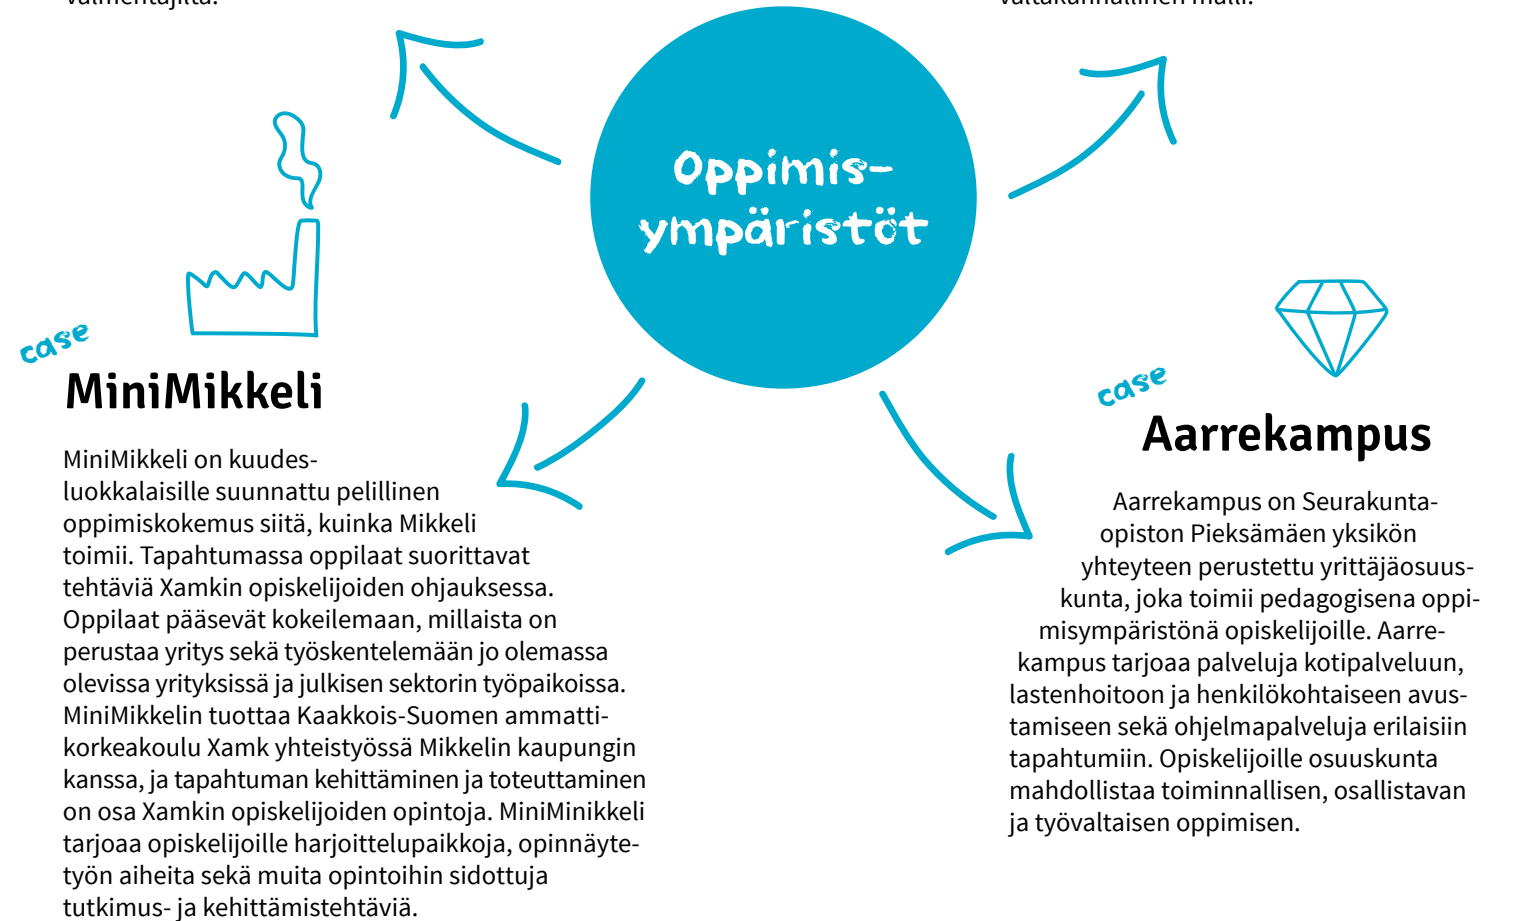 valmentajilta.
valtakunnallinen malli.
Oppimis-
ympäristöt
case
MiniMikkeli
MiniMikkeli on kuudes-
luokkalaisille suunnattu pelillinen
oppimiskokemus siitä, kuinka Mikkeli
toimii. Tapahtumassa oppilaat suorittavat
tehtäviä Xamkin opiskelijoiden ohjauksessa.
Oppilaat pääsevät kokeilemaan, millaista on
perustaa yritys sekä työskentelemään jo olemassa
olevissa yrityksissä ja julkisen sektorin työpaikoissa.
MiniMikkelin tuottaa Kaakkois-Suomen ammatti-
korkeakoulu Xamk yhteistyössä Mikkelin kaupungin
kanssa, ja tapahtuman kehittäminen ja toteuttaminen
on osa Xamkin opiskelijoiden opintoja. MiniMinikkeli
tarjoaa opiskelijoille harjoittelupaikkoja, opinnäyte-
työn aiheita sekä muita opintoihin sidottuja
tutkimus- ja kehittämistehtäviä.
case
Aarrekampus
Aarrekampus on Seurakunta-
opiston Pieksämäen yksikön
yhteyteen perustettu yrittäjäosuus-
kunta, joka toimii pedagogisena oppi-
misympäristönä opiskelijoille. Aarre-
kampus tarjoaa palveluja kotipalveluun,
lastenhoitoon ja henkilökohtaiseen avus-
tamiseen sekä ohjelmapalveluja erilaisiin
tapahtumiin. Opiskelijoille osuuskunta
mahdollistaa toiminnallisen, osallistavan
ja työvaltaisen oppimisen.